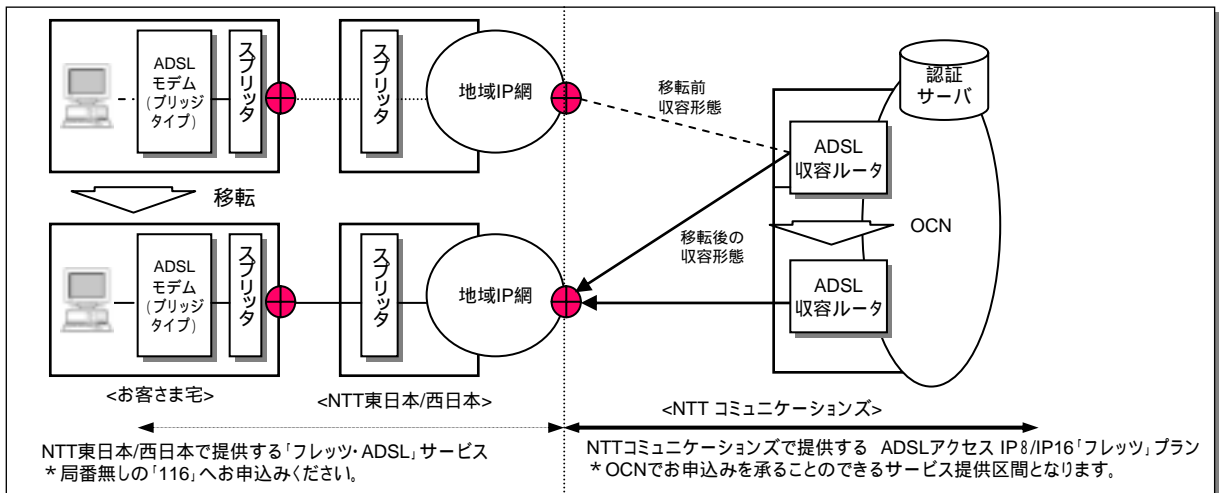 ADSL
モデム
(ブリッジ
タイプ)
スプリッタ
スプリッタ
地域IP網
移転前
収容形態
認証
サーバ
ADSL
収容ルータ
移転
OCN
移転後の
収容形態
ADSL
モデム
(ブリッジ
タイプ)
スプリッタ
スプリッタ
地域IP網
ADSL
収容ルータ
<お客さま宅>
<NTT東日本/西日本>
<NTT コミュニケーションズ>
NTT東日本/西日本で提供する「フレッツ・ADSL」サービス
*局番無しの「116」へお申込みください。
NTTコミュニケーションズで提供する ADSLアクセス IP8/IP16「フレッツ」プラン
*OCNでお申込みを承ることのできるサービス提供区間となります。